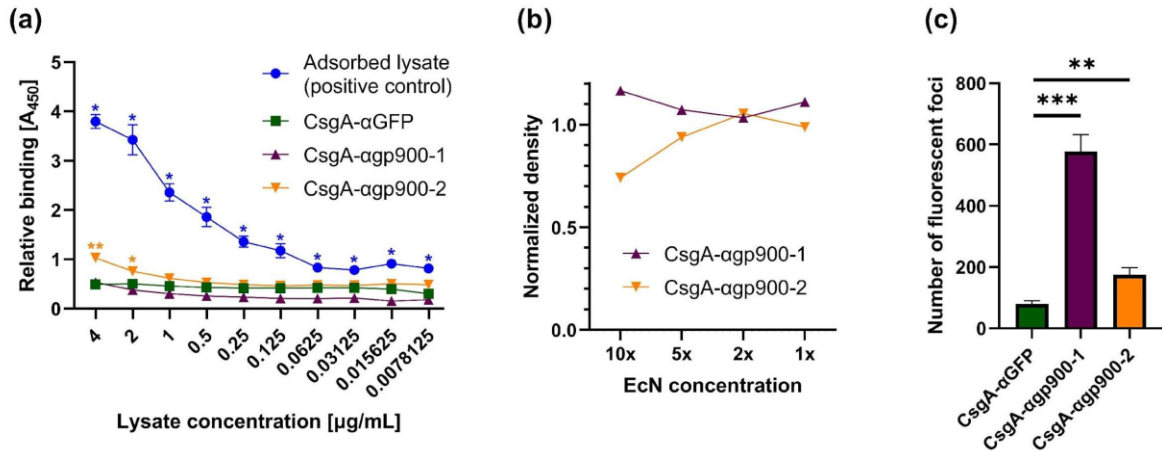 (a)
5
4
3
2
1
0
Relative binding [A450]
* * * * * * * * * *
** *
Adsorbed lysate
(positive control)
CsgA-αGFP
CsgA-αgp900-1
CsgA-αgp900-2
4 2 1 0.5 0.25 0.125 0.0625 0.03125 0.015625 0.0078125
Lysate concentration [µg/mL]
(b)
1.0
0.5
0.0
Normalized density
CsgA-αgp900-1
CsgA-αgp900-2
10x 5x 2x 1x
EcN concentration
(c)
800
600
400
200
0
Number of fluorescent foci
**
***
CsgA-αGFP
CsgA-αgp900-1
CsgA-αgp900-2